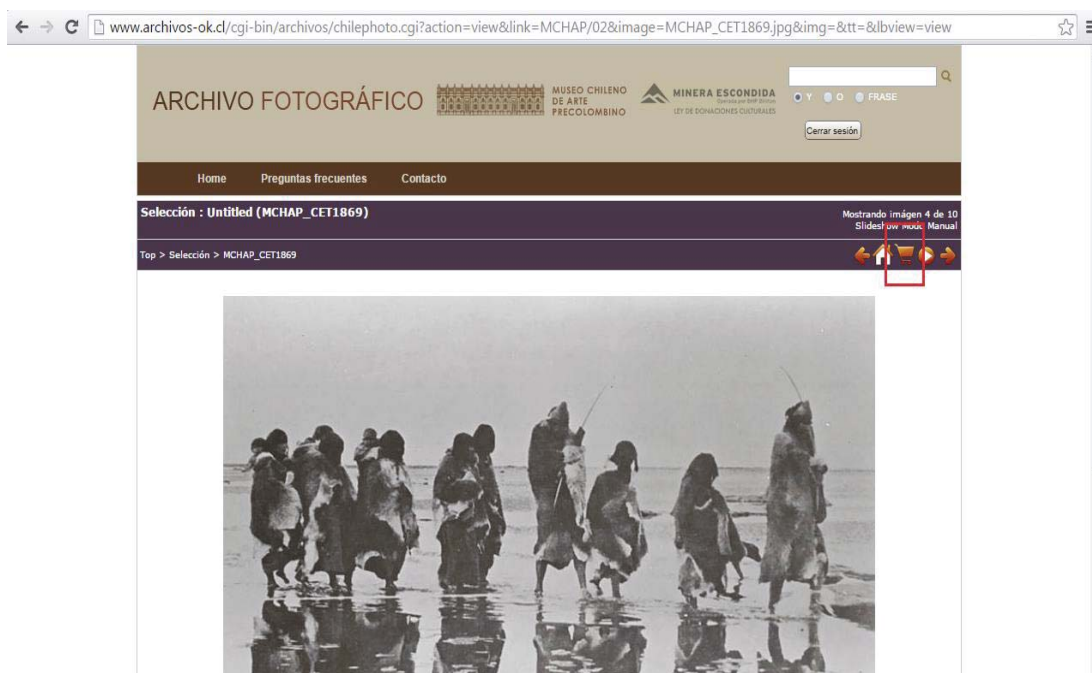 www.archivos-ok.cl/cgi-bin/archivos/chilephoto.cgi?action=view&link=MCHAP/02&image=MCHAP_CET1869.jpg&img=&tt=&lbview=view
ARCHIVO FOTOGRÁFICO
MUSEO CHILENO
DE ARTE
PRECOLOMBINO
MINERA ESCONDIDA
LEY DE DONACIONES CULTURALES
Y O FRASE
Cerrar sesión
Home Preguntas frecuentes Contacto
Selección : Untitled (MCHAP_CET1869)
Mostrando imágen 4 de 10
Slideshow Modo Manual
Top > Selección > MCHAP_CET1869